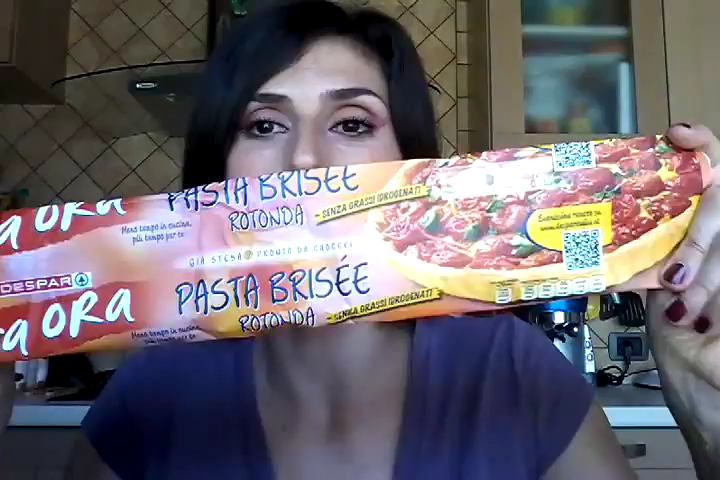 a ORA
PASTA BRISÉE
ROTONDA
SENZA GRASSI IDROGENATI
Meno tempo in cucina,
più tempo per te
GIÀ STESA PRONTA DA CUOCERE
DESPAR
a ORA
PASTA BRISÉE
ROTONDA
SENZA GRASSI IDROGENATI
Meno tempo in cucina,
più tempo per te